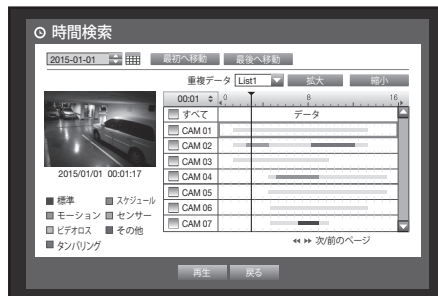 時間検索
2015-01-01 最初へ移動 最後へ移動
重複データ List1 拡大 縮小
00:01 0 8 16
すべて データ
CAM 01
CAM 02
CAM 03
CAM 04
CAM 05
CAM 06
CAM 07
2015/01/01 00:01:17
標準 スケジュール
モーション センサー
ビデオロス その他
タンパリング
次/前のページ
再生 戻る